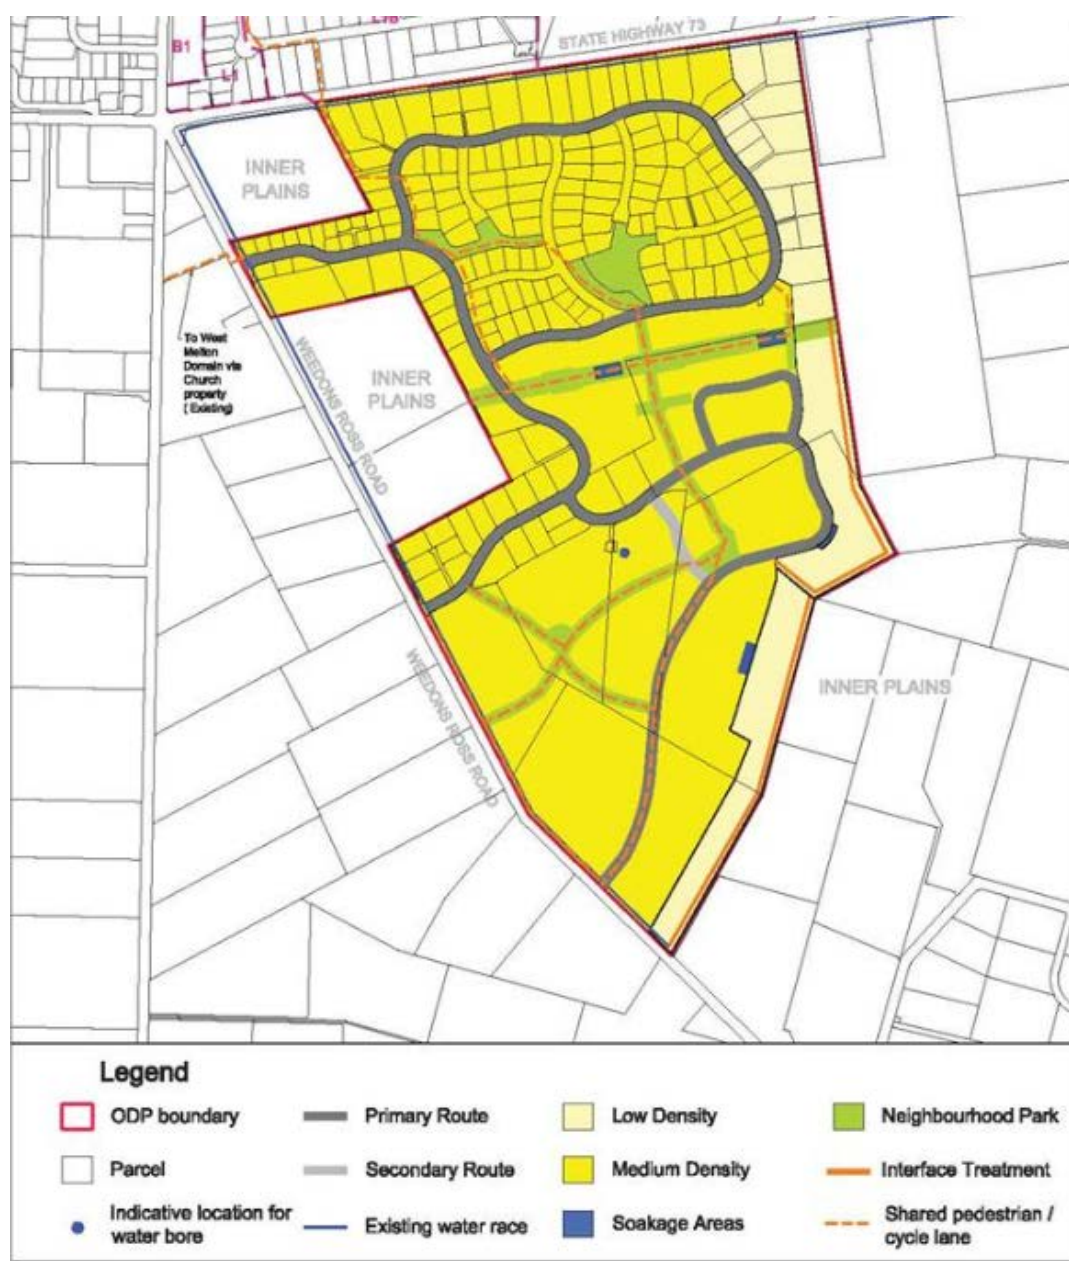 L7B
B1
L1
STATE HIGHWAY 73
INNER
PLAINS
To West
Melton
Domain via
Church
property
( Existing)
WEEDONS ROSS ROAD
INNER
PLAINS
WEEDONS ROSS ROAD
INNER PLAINS
Legend
ODP boundary
Primary Route
Low Density
Neighbourhood Park
Parcel
Secondary Route
Medium Density
Interface Treatment
Indicative location for
water bore
Existing water race
Soakage Areas
Shared pedestrian /
cycle lane